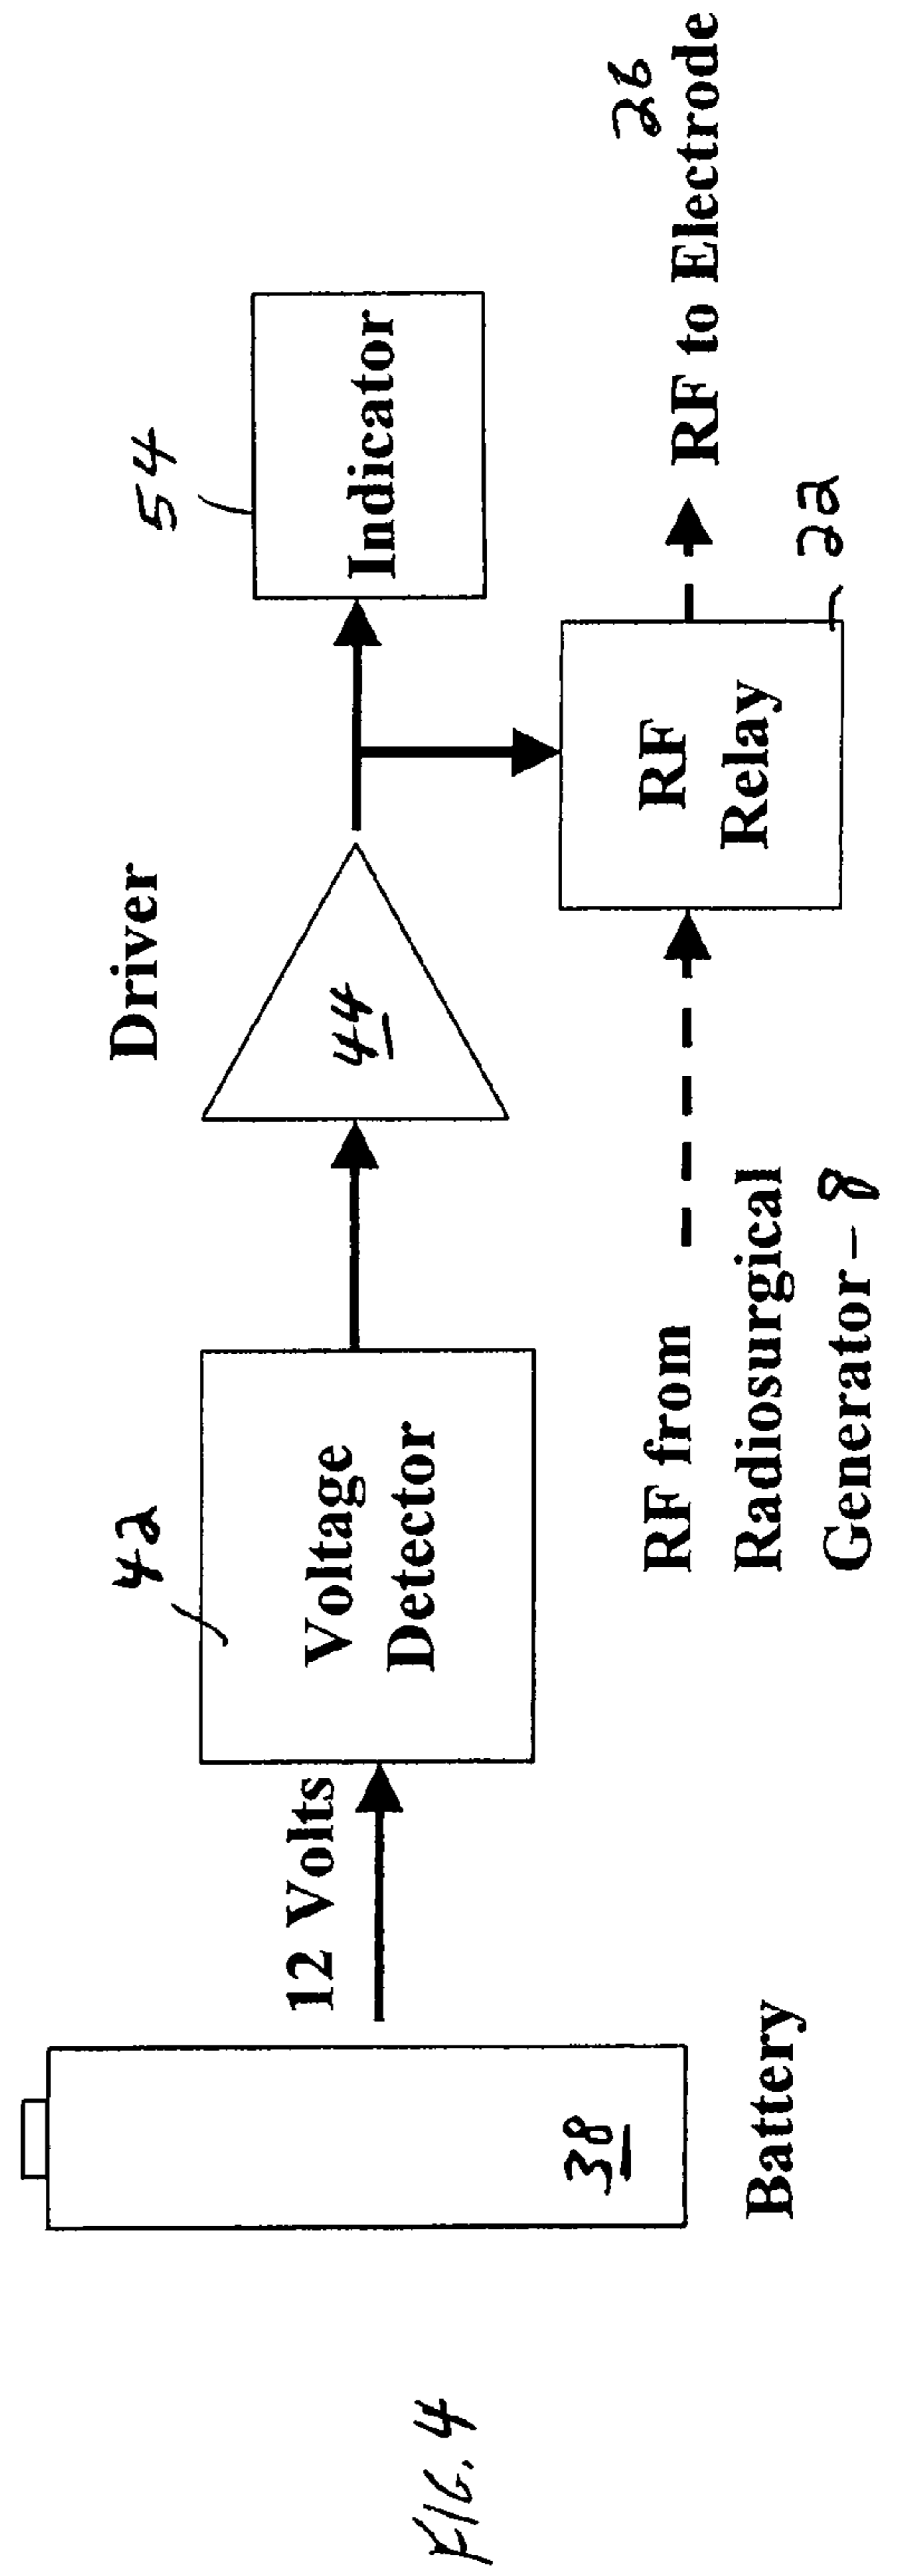 54
Driver
42
Indicator
44
12 Volts
Voltage
Detector
26
RF to Electrode
RF
Relay
22
RF from
Radiosurgical
Generator-8
38
Battery
FIG. 4